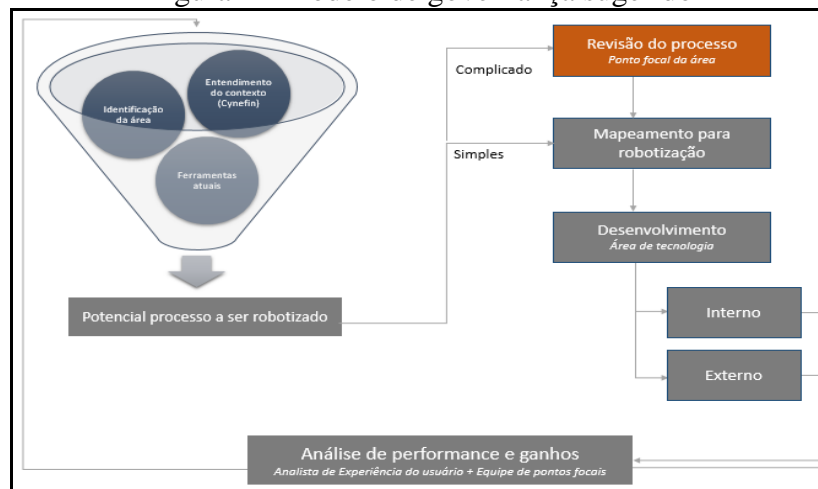 Entendimento
do contexto
(Cynefin)
Identificação
da área
Ferramentas
atuais
Potencial processo a ser robotizado
Complicado
Simples
Revisão do processo
Ponto focal da área
Mapeamento para
robotização
Desenvolvimento
Área de tecnologia
Interno
Externo
Análise de performance e ganhos
Analista de Experiência do usuário + Equipe de pontos focais